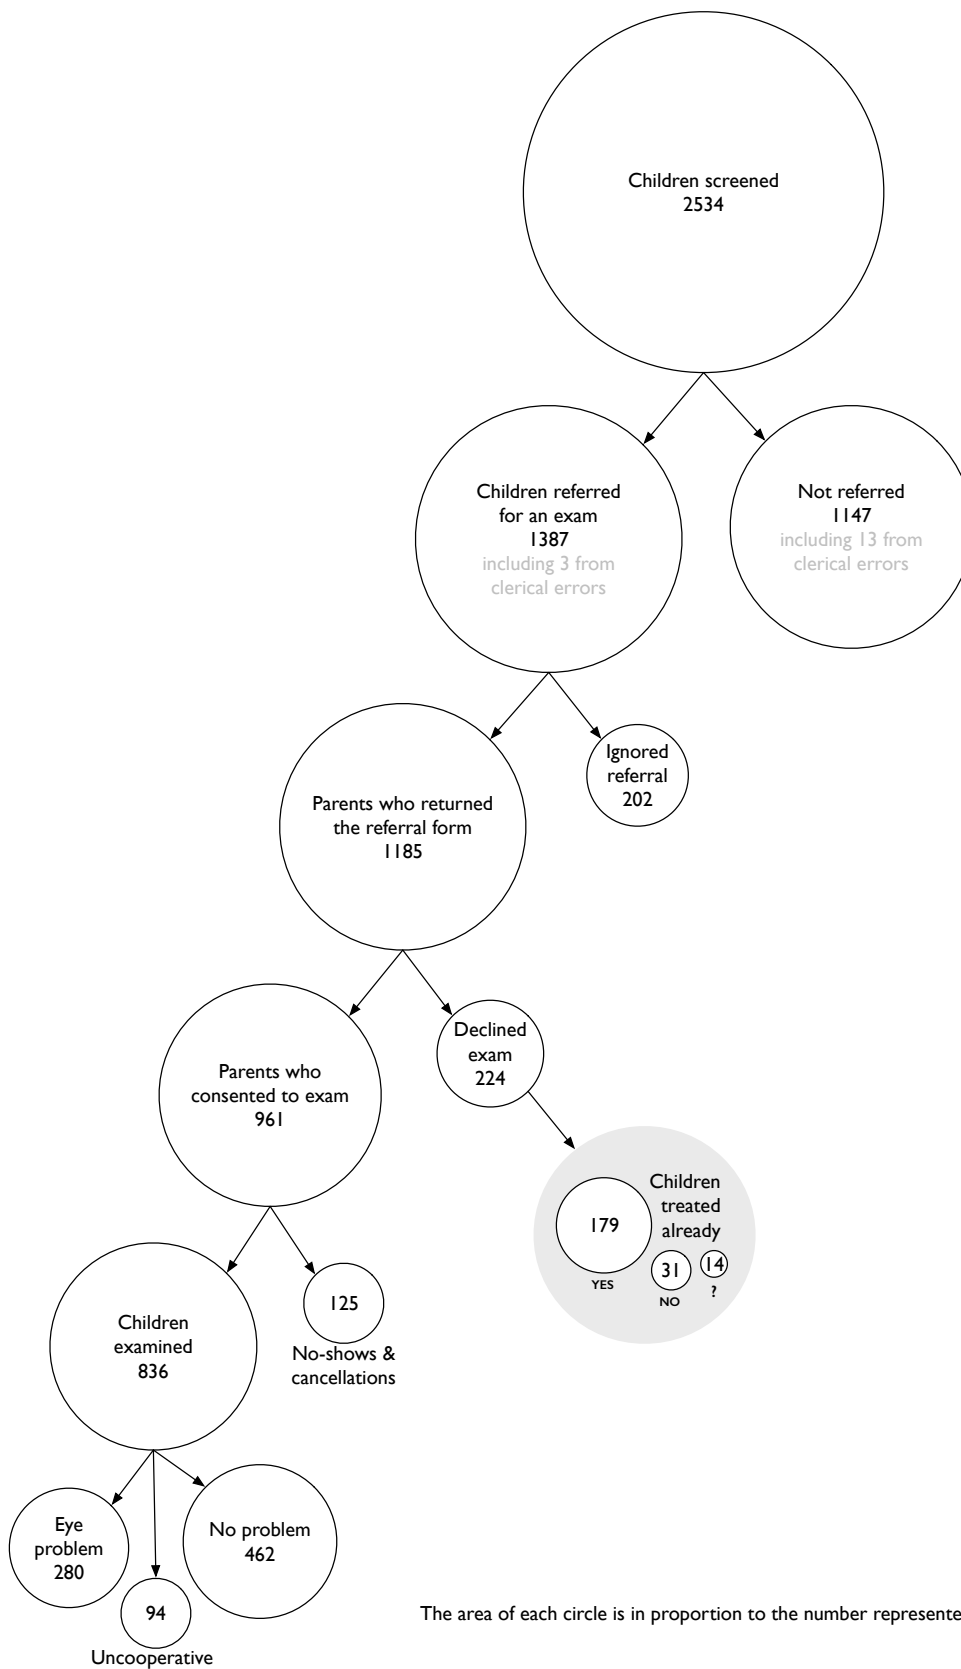 Children screened
2534
Children referred
for an exam
1387
including 3 from
clerical errors
Not referred
1147
including 13 from
clerical errors
Ignored
referral
202
Parents who returned
the referral form
1185
Declined
exam
224
Parents who
consented to exam
961
Children
treated
already
179
YES
31
NO
14
?
125
No-shows &
cancellations
Children
examined
836
Eye
problem
280
No problem
462
94
Uncooperative
The area of each circle is in proportion to the number represente